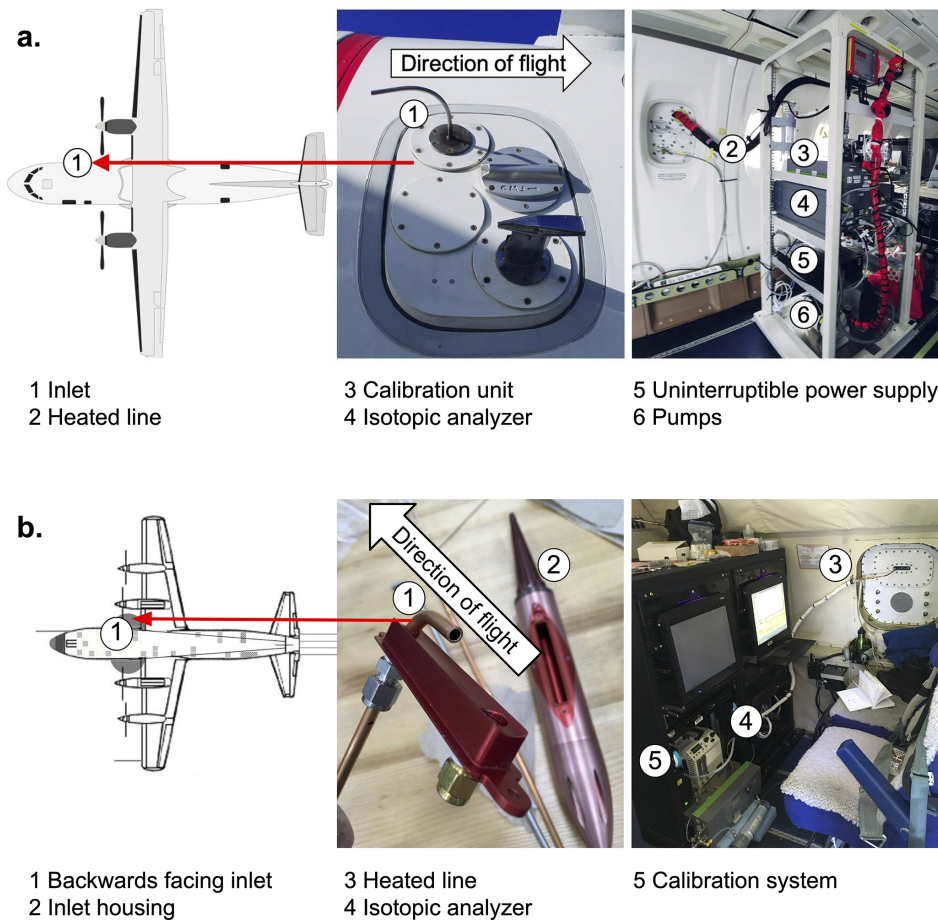 a.
Direction of flight
1
1
2
3
4
5
6
1 Inlet
2 Heated line
3 Calibration unit
4 Isotopic analyzer
5 Uninterruptible power supply
6 Pumps
b.
Direction of flight
1
1
2
3
4
5
1 Backwards facing inlet
2 Inlet housing
3 Heated line
4 Isotopic analyzer
5 Calibration system